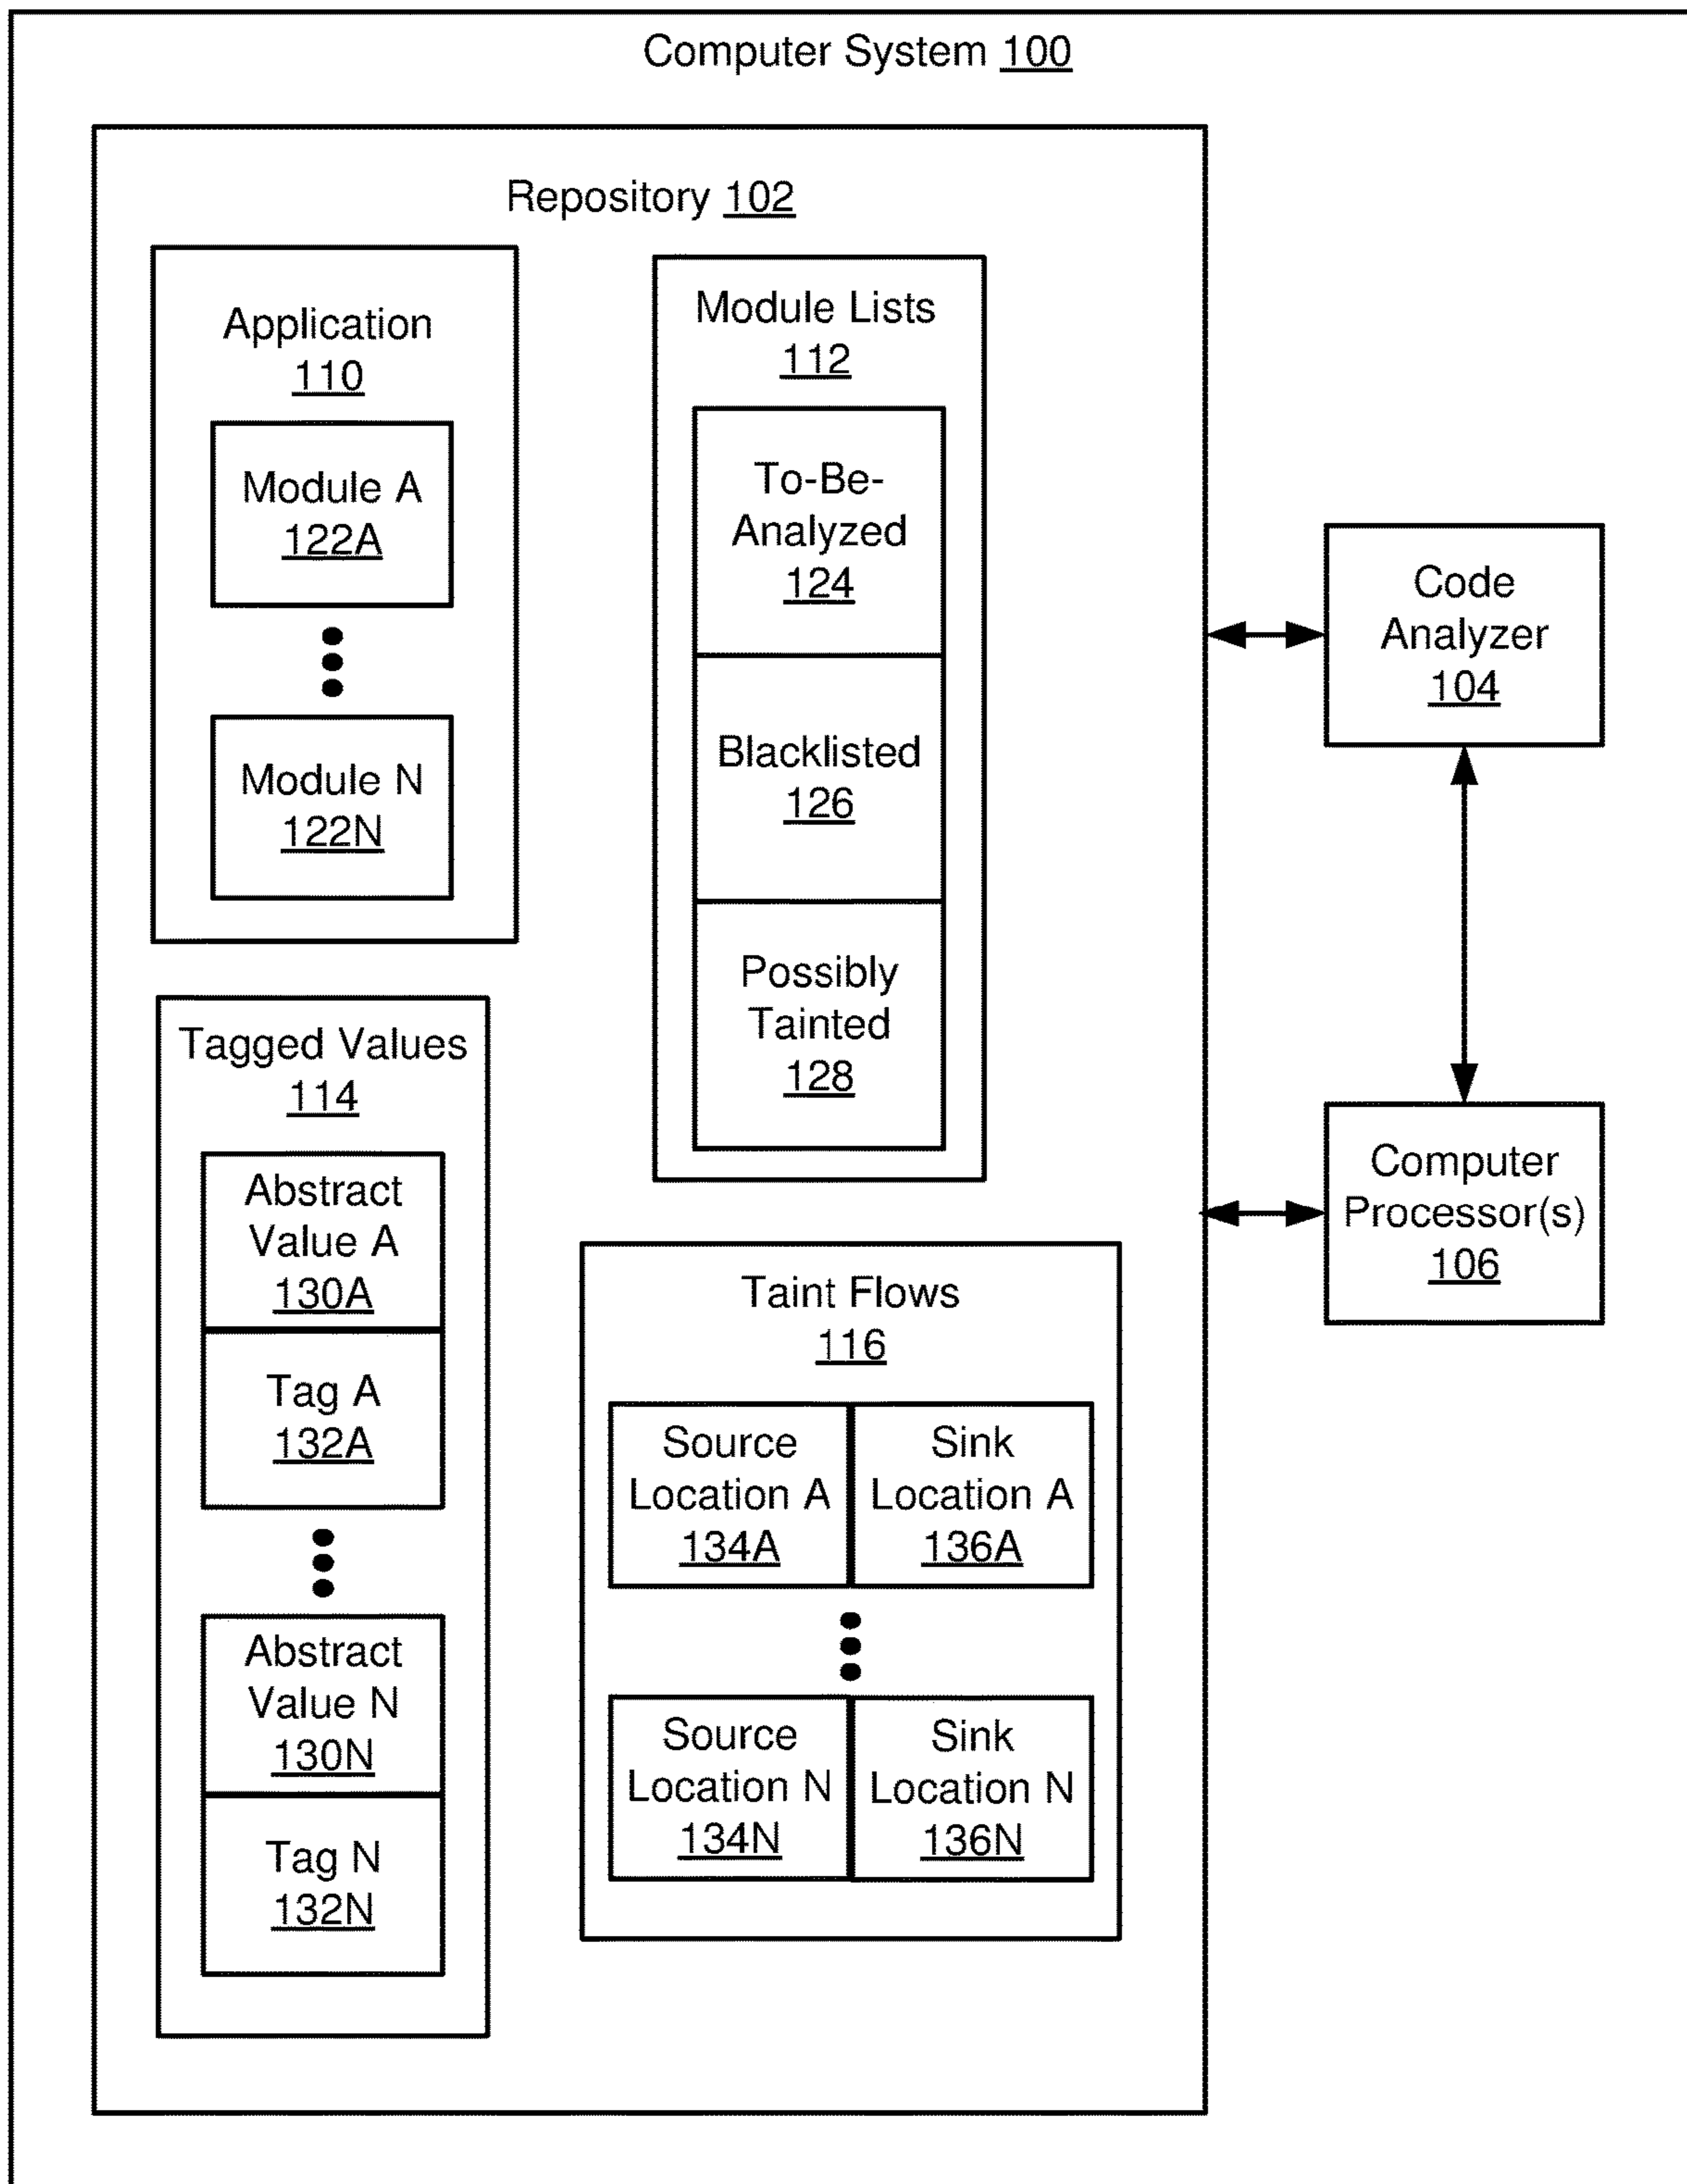 Computer System 100
Repository 102
Application
110
Module A
122A
Module N
122N
Module Lists
112
To-Be-
Analyzed
124
Blacklisted
126
Possibly
Tainted
128
Tagged Values
114
Abstract
Value A
130A
Tag A
132A
Abstract
Value N
130N
Tag N
132N
Taint Flows
116
Source
Location A
134A
Sink
Location A
136A
Source
Location N
134N
Sink
Location N
136N
Code
Analyzer
104
Computer
Processor(s)
106